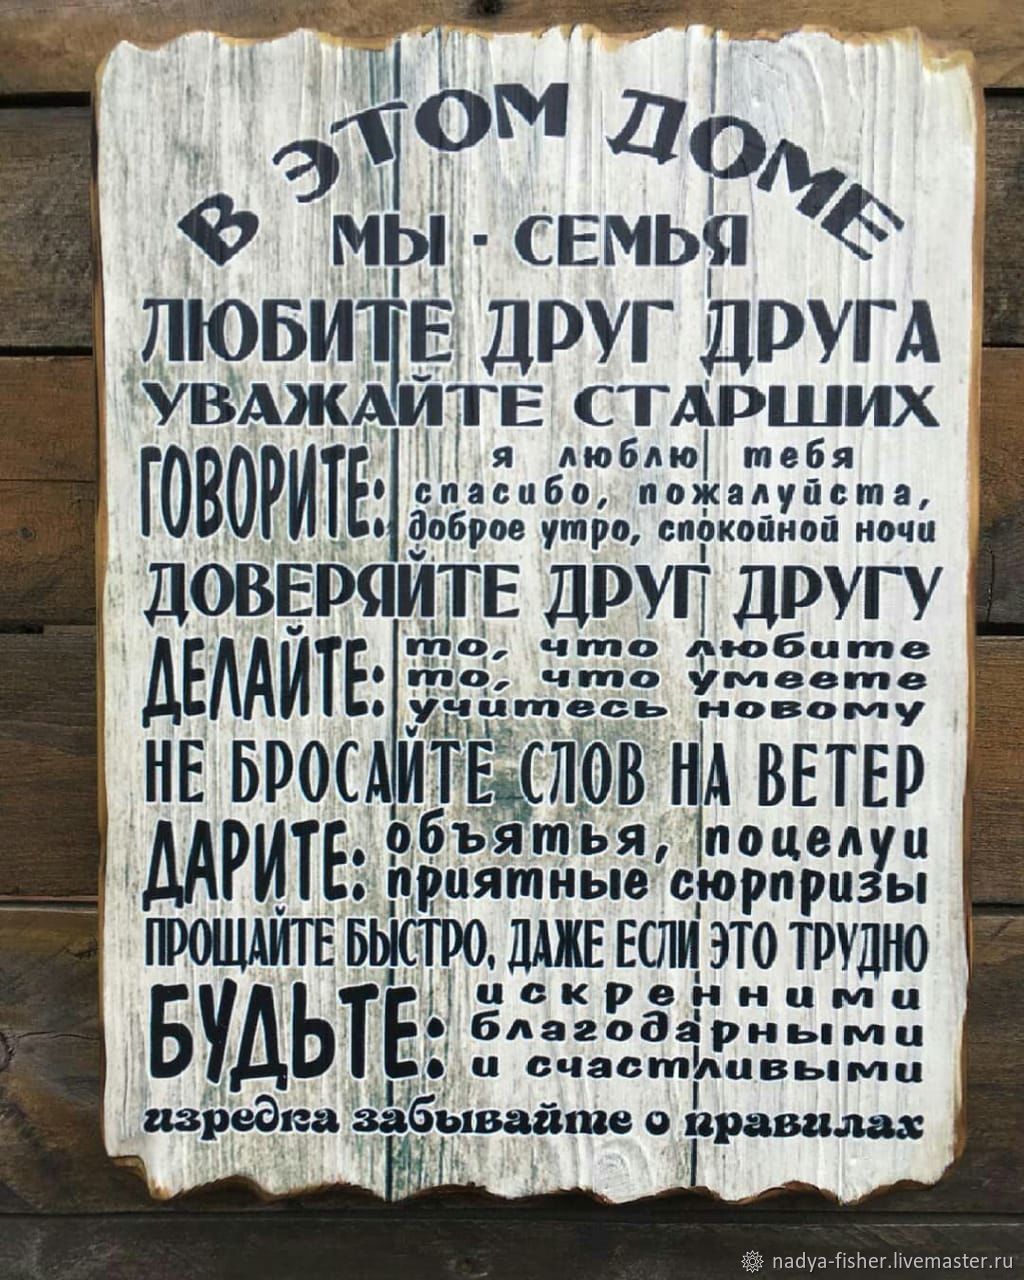 В ЭТОМ ДОМЕ
МЫ · СЕМЬЯ
ЛЮБИТЕ ДРУГ ДРУГА
УВАЖАЙТЕ СТАРШИХ
ГОВОРИТЕ: я люблю тебя
спасибо, пожалуйста,
доброе утро, спокойной ночи
ДОВЕРЯЙТЕ ДРУГ ДРУГУ
ДЕЛАЙТЕ: то, что любите
то, что умеете
учитесь новому
НЕ БРОСАЙТЕ СЛОВ НА ВЕТЕР
ДАРИТЕ: объятья, поцелуи
приятные сюрпризы
ПРОЩАЙТЕ БЫСТРО, ДАЖЕ ЕСЛИ ЭТО ТРУДНО
БУДЬТЕ: искренними
благодарными
и счастливыми
изредка забывайте о правилах
nadya-fisher.livemaster.ru